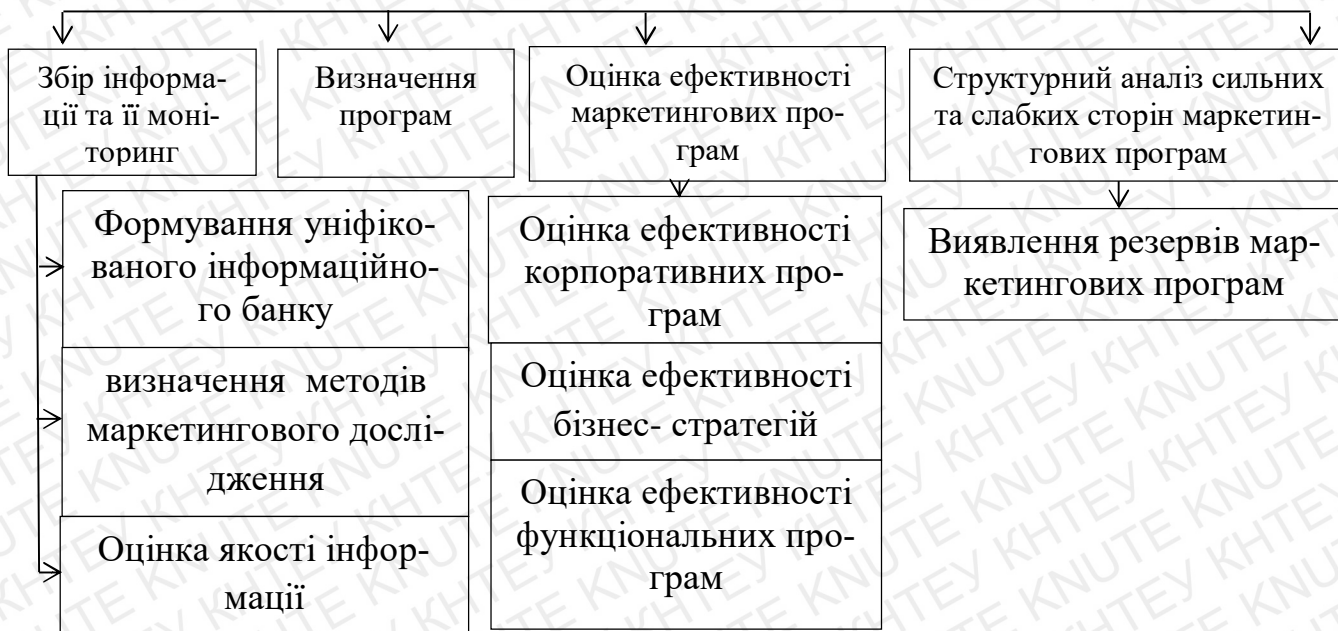 Збір інформа-
ції та її моні-
торинг
Визначення
програм
Оцінка ефективності
маркетингових про-
грам
Структурний аналіз сильних
та слабких сторін маркетин-
гових програм
Формування уніфіко-
ваного інформаційно-
го банку
визначення методів
маркетингового дослі-
дження
Оцінка якості інфор-
мації
Оцінка ефективності
корпоративних про-
грам
Оцінка ефективності
бізнес- стратегій
Оцінка ефективності
функціональних про-
грам
Виявлення резервів мар-
кетингових програм